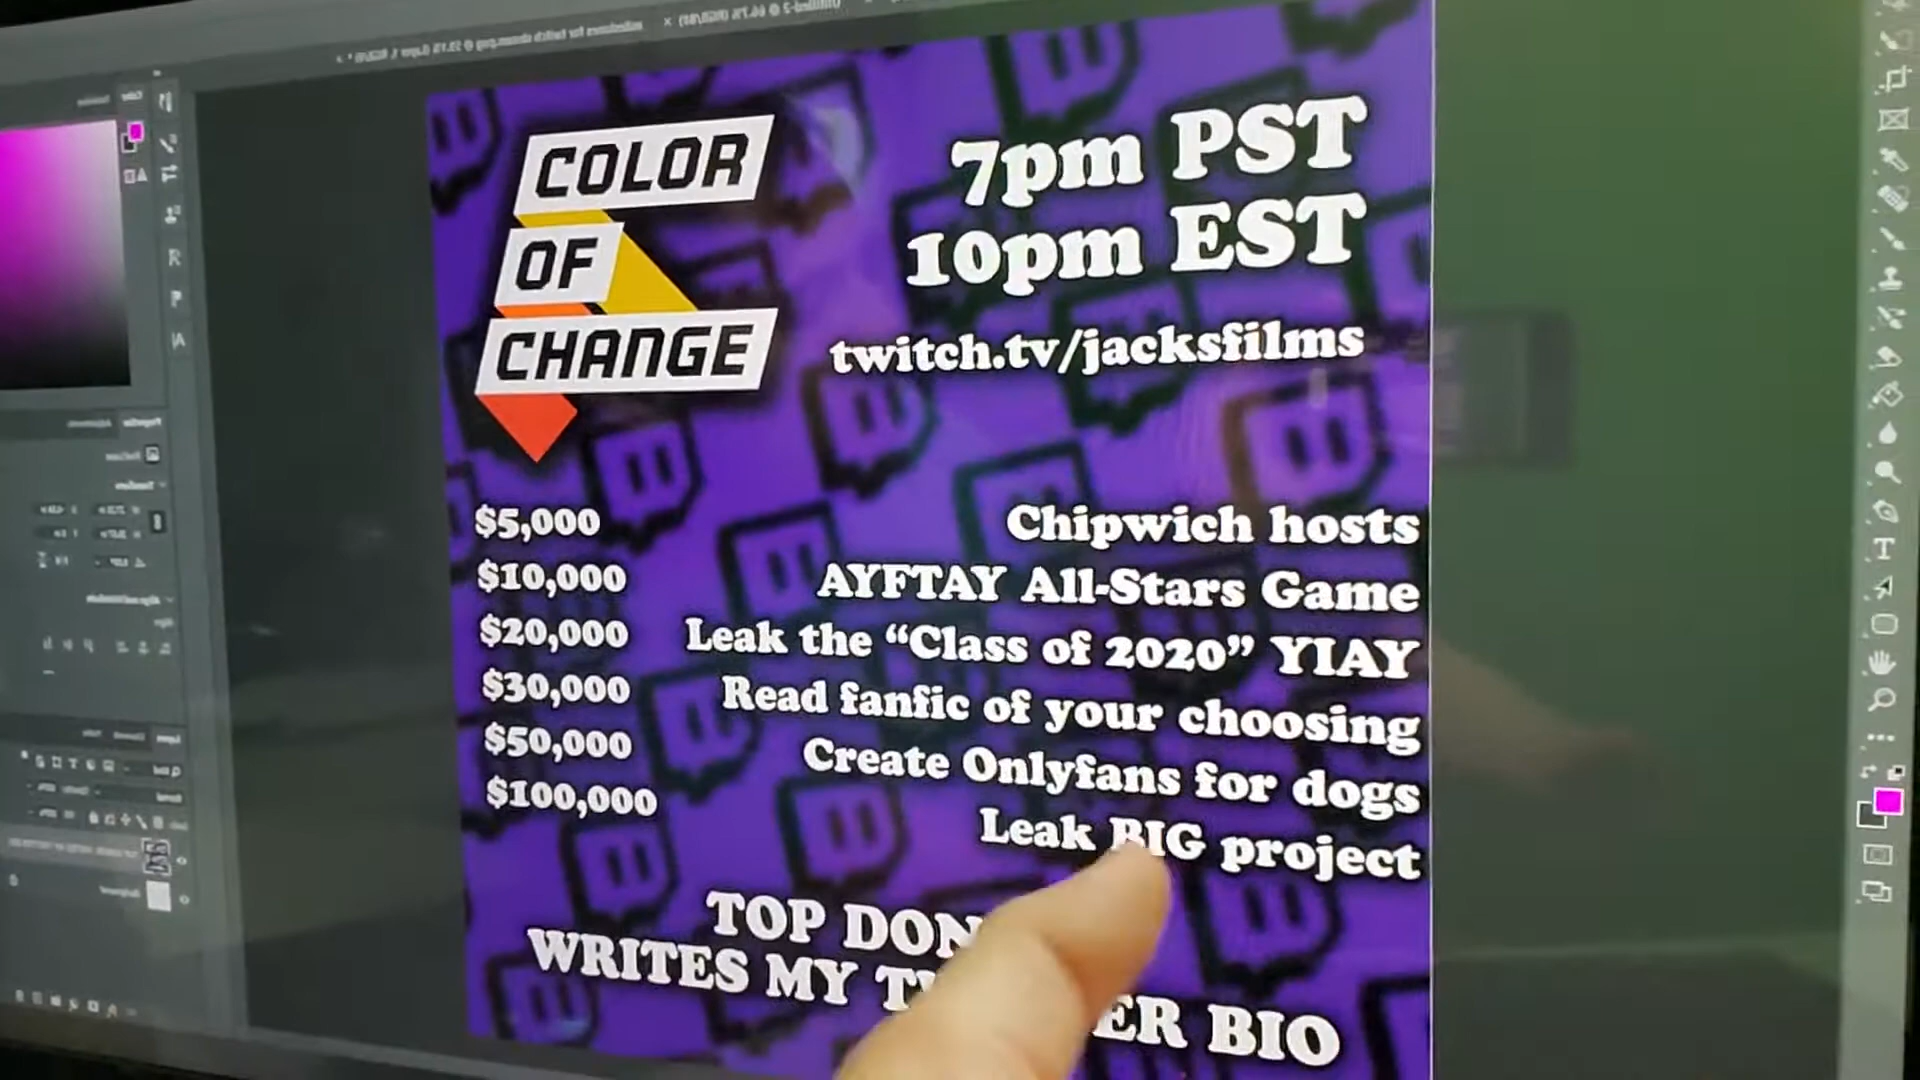 COLOR
OF
CHANGE
7pm PST
10pm EST
twitch.tv/jacksfilms
$5,000 Chipwich hosts
$10,000 AYFTAY All-Stars Game
$20,000 Leak the “Class of 2020” YIAY
$30,000 Read fanfic of your choosing
$50,000 Create Onlyfans for dogs
$100,000 Leak BIG project
TOP
WRITES MY BIO